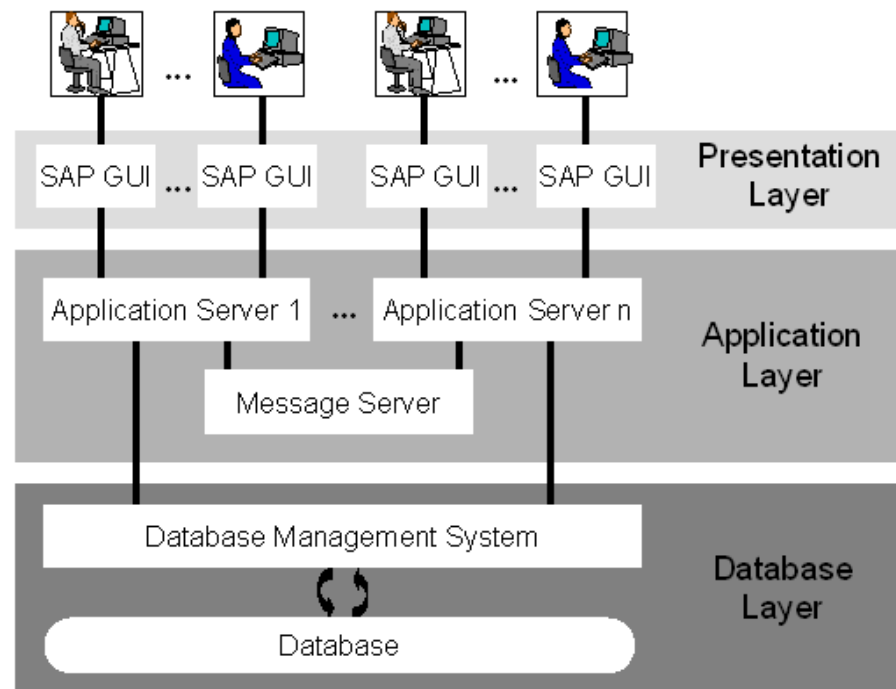 ... ...
SAP GUI ... SAP GUI SAP GUI ... SAP GUI
Presentation
Layer
Application Server 1 ... Application Server n
Message Server
Application
Layer
Database Management System
Database
Database
Layer